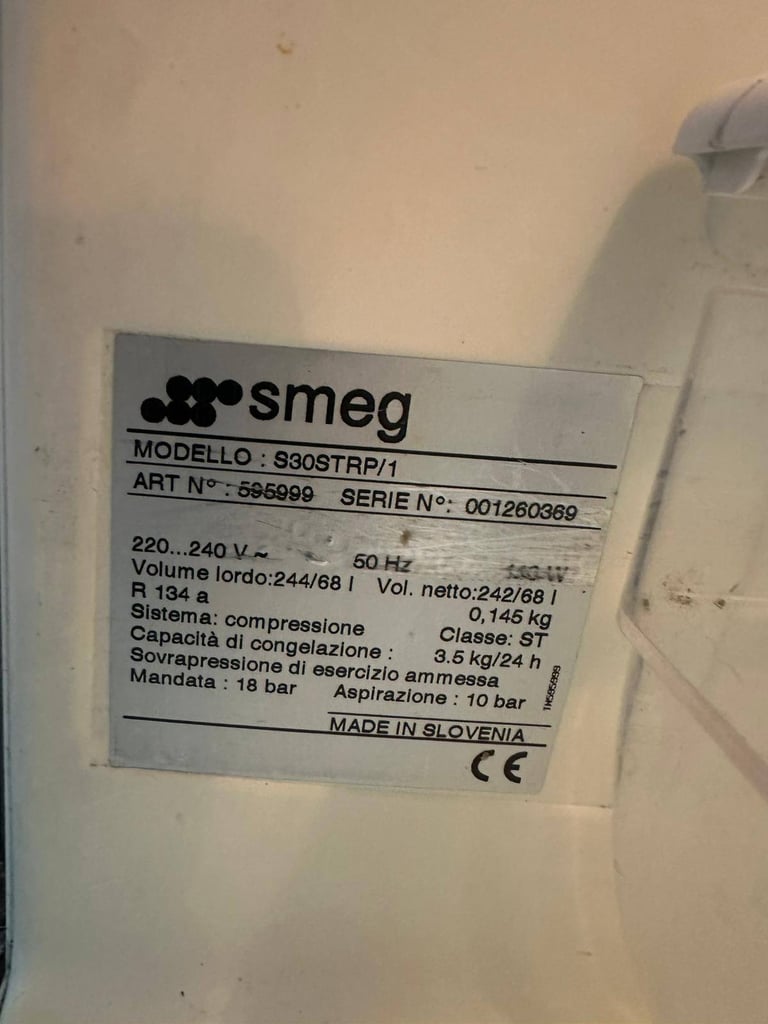 smeg
MODELLO : S30STRP/1
ART Nº : 595999 SERIE Nº: 001260369
220...240 V ~ 50 Hz
Volume lordo:244/68 l Vol. netto:242/68 l
R 134 a 0,145 kg
Sistema: compressione Classe: ST
Capacità di congelazione : 3.5 kg/24 h
Sovrapressione di esercizio ammessa
Mandata : 18 bar Aspirazione : 10 bar
MADE IN SLOVENIA
CE